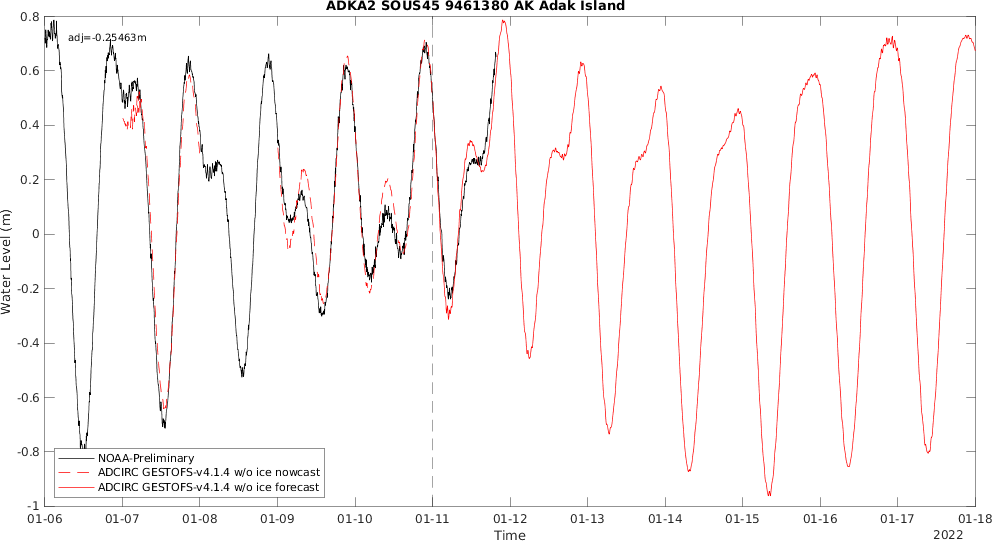 ADKA2 SOUS45 9461380 AK Adak Island
adj=-0.25463m
Water Level (m)
0.8
0.6
0.4
0.2
0
-0.2
-0.4
-0.6
-0.8
-1
NOAA-Preliminary
ADCIRC GESTOFS-v4.1.4 w/o ice nowcast
ADCIRC GESTOFS-v4.1.4 w/o ice forecast
01-06 01-07 01-08 01-09 01-10 01-11 01-12 01-13 01-14 01-15 01-16 01-17 01-18
Time
2022